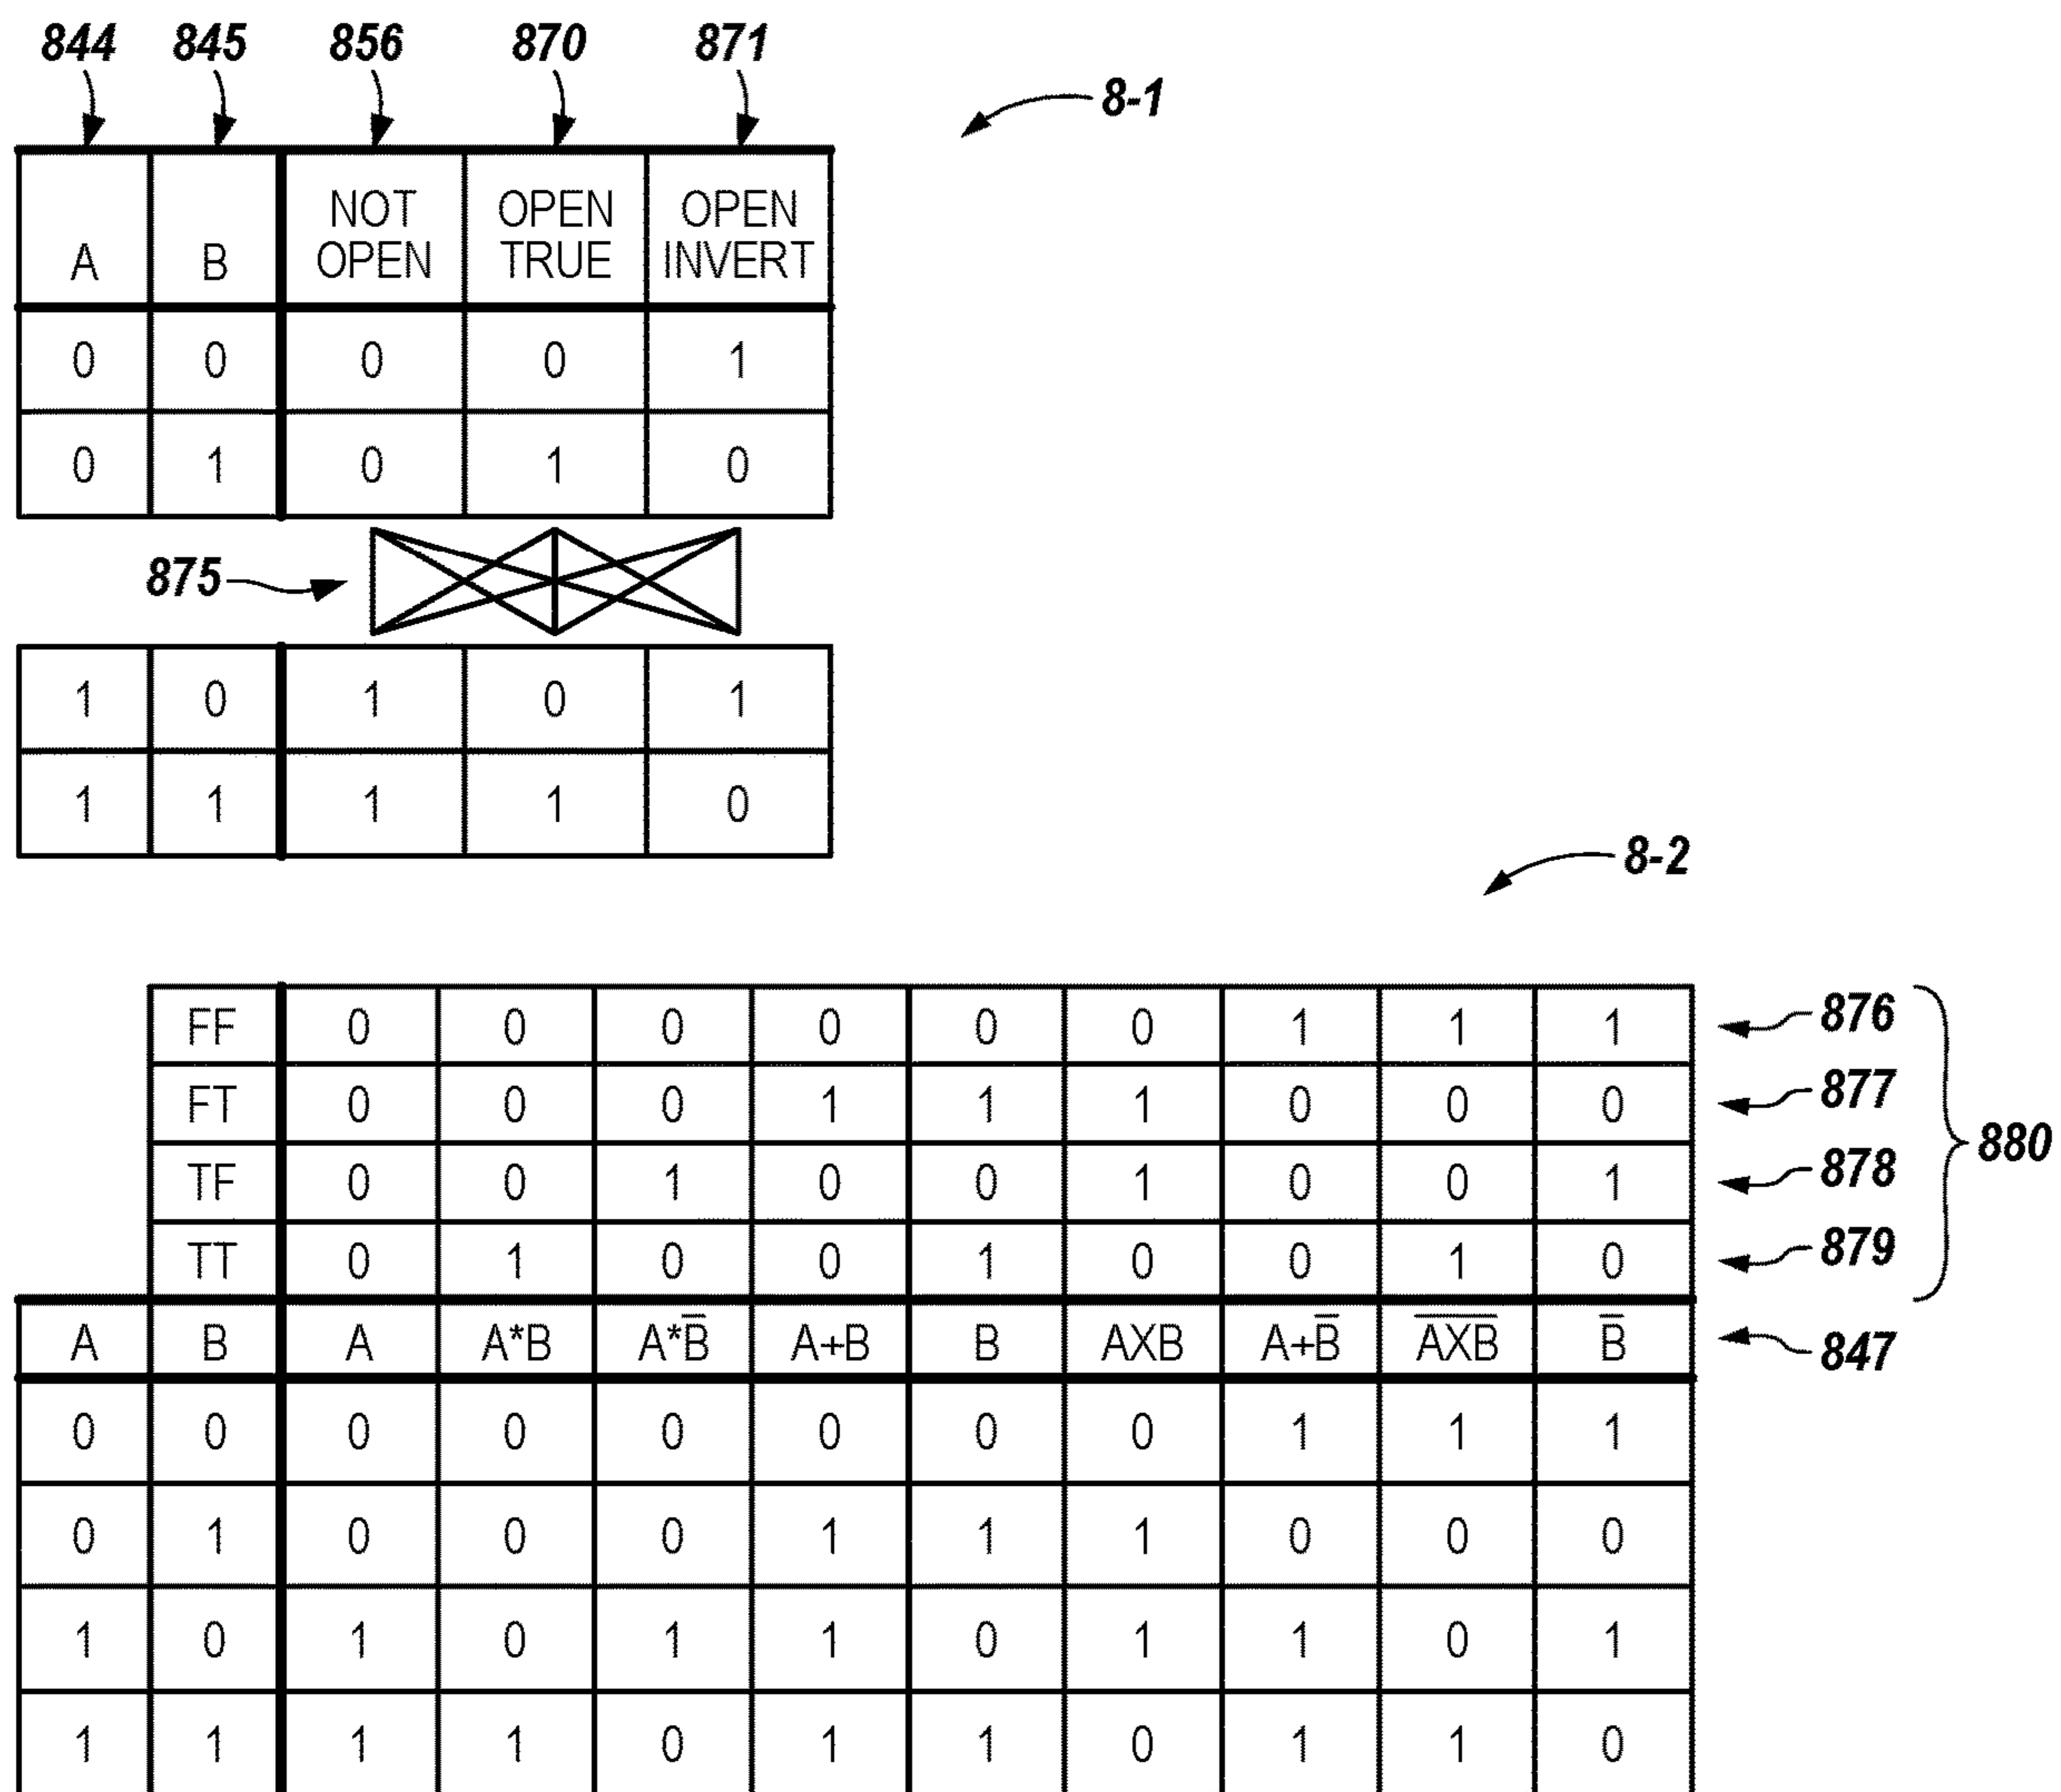 844 845 856 870 871
8-1
A B NOT OPEN OPEN TRUE OPEN INVERT
0 0 0 0 1
0 1 0 1 0
875
1 0 1 0 1
1 1 1 1 0
8-2
FF 0 0 0 0 0 0 1 1 1 876
FT 0 0 0 1 1 1 0 0 0 877
880
TF 0 0 1 0 0 1 0 0 1 878
TT 0 1 0 0 1 0 0 1 0 879
A B A A*B A*B̅ A+B B AXB A+B̅ A̅X̅B̅ B̅ 847
0 0 0 0 0 0 0 0 1 1 1
0 1 0 0 0 1 1 1 0 0 0
1 0 1 0 1 1 0 1 1 0 1
1 1 1 1 0 1 1 0 1 1 0